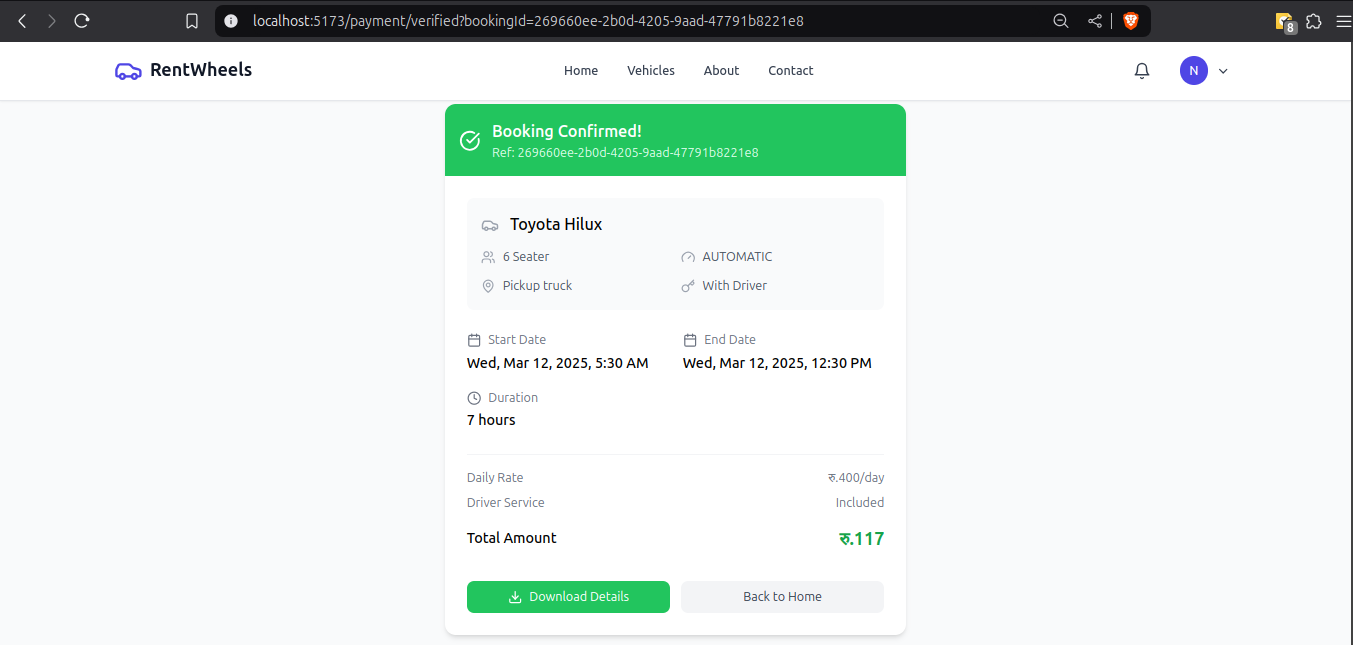 localhost:5173/payment/verified?bookingId=269660ee-2b0d-4205-9aad-47791b8221e8
8
RentWheels
Home Vehicles About Contact
N
Booking Confirmed!
Ref: 269660ee-2b0d-4205-9aad-47791b8221e8
Toyota Hilux
6 Seater AUTOMATIC
Pickup truck With Driver
Start Date End Date
Wed, Mar 12, 2025, 5:30 AM Wed, Mar 12, 2025, 12:30 PM
Duration
7 hours
Daily Rate रु.400/day
Driver Service Included
Total Amount रु.117
Download Details Back to Home